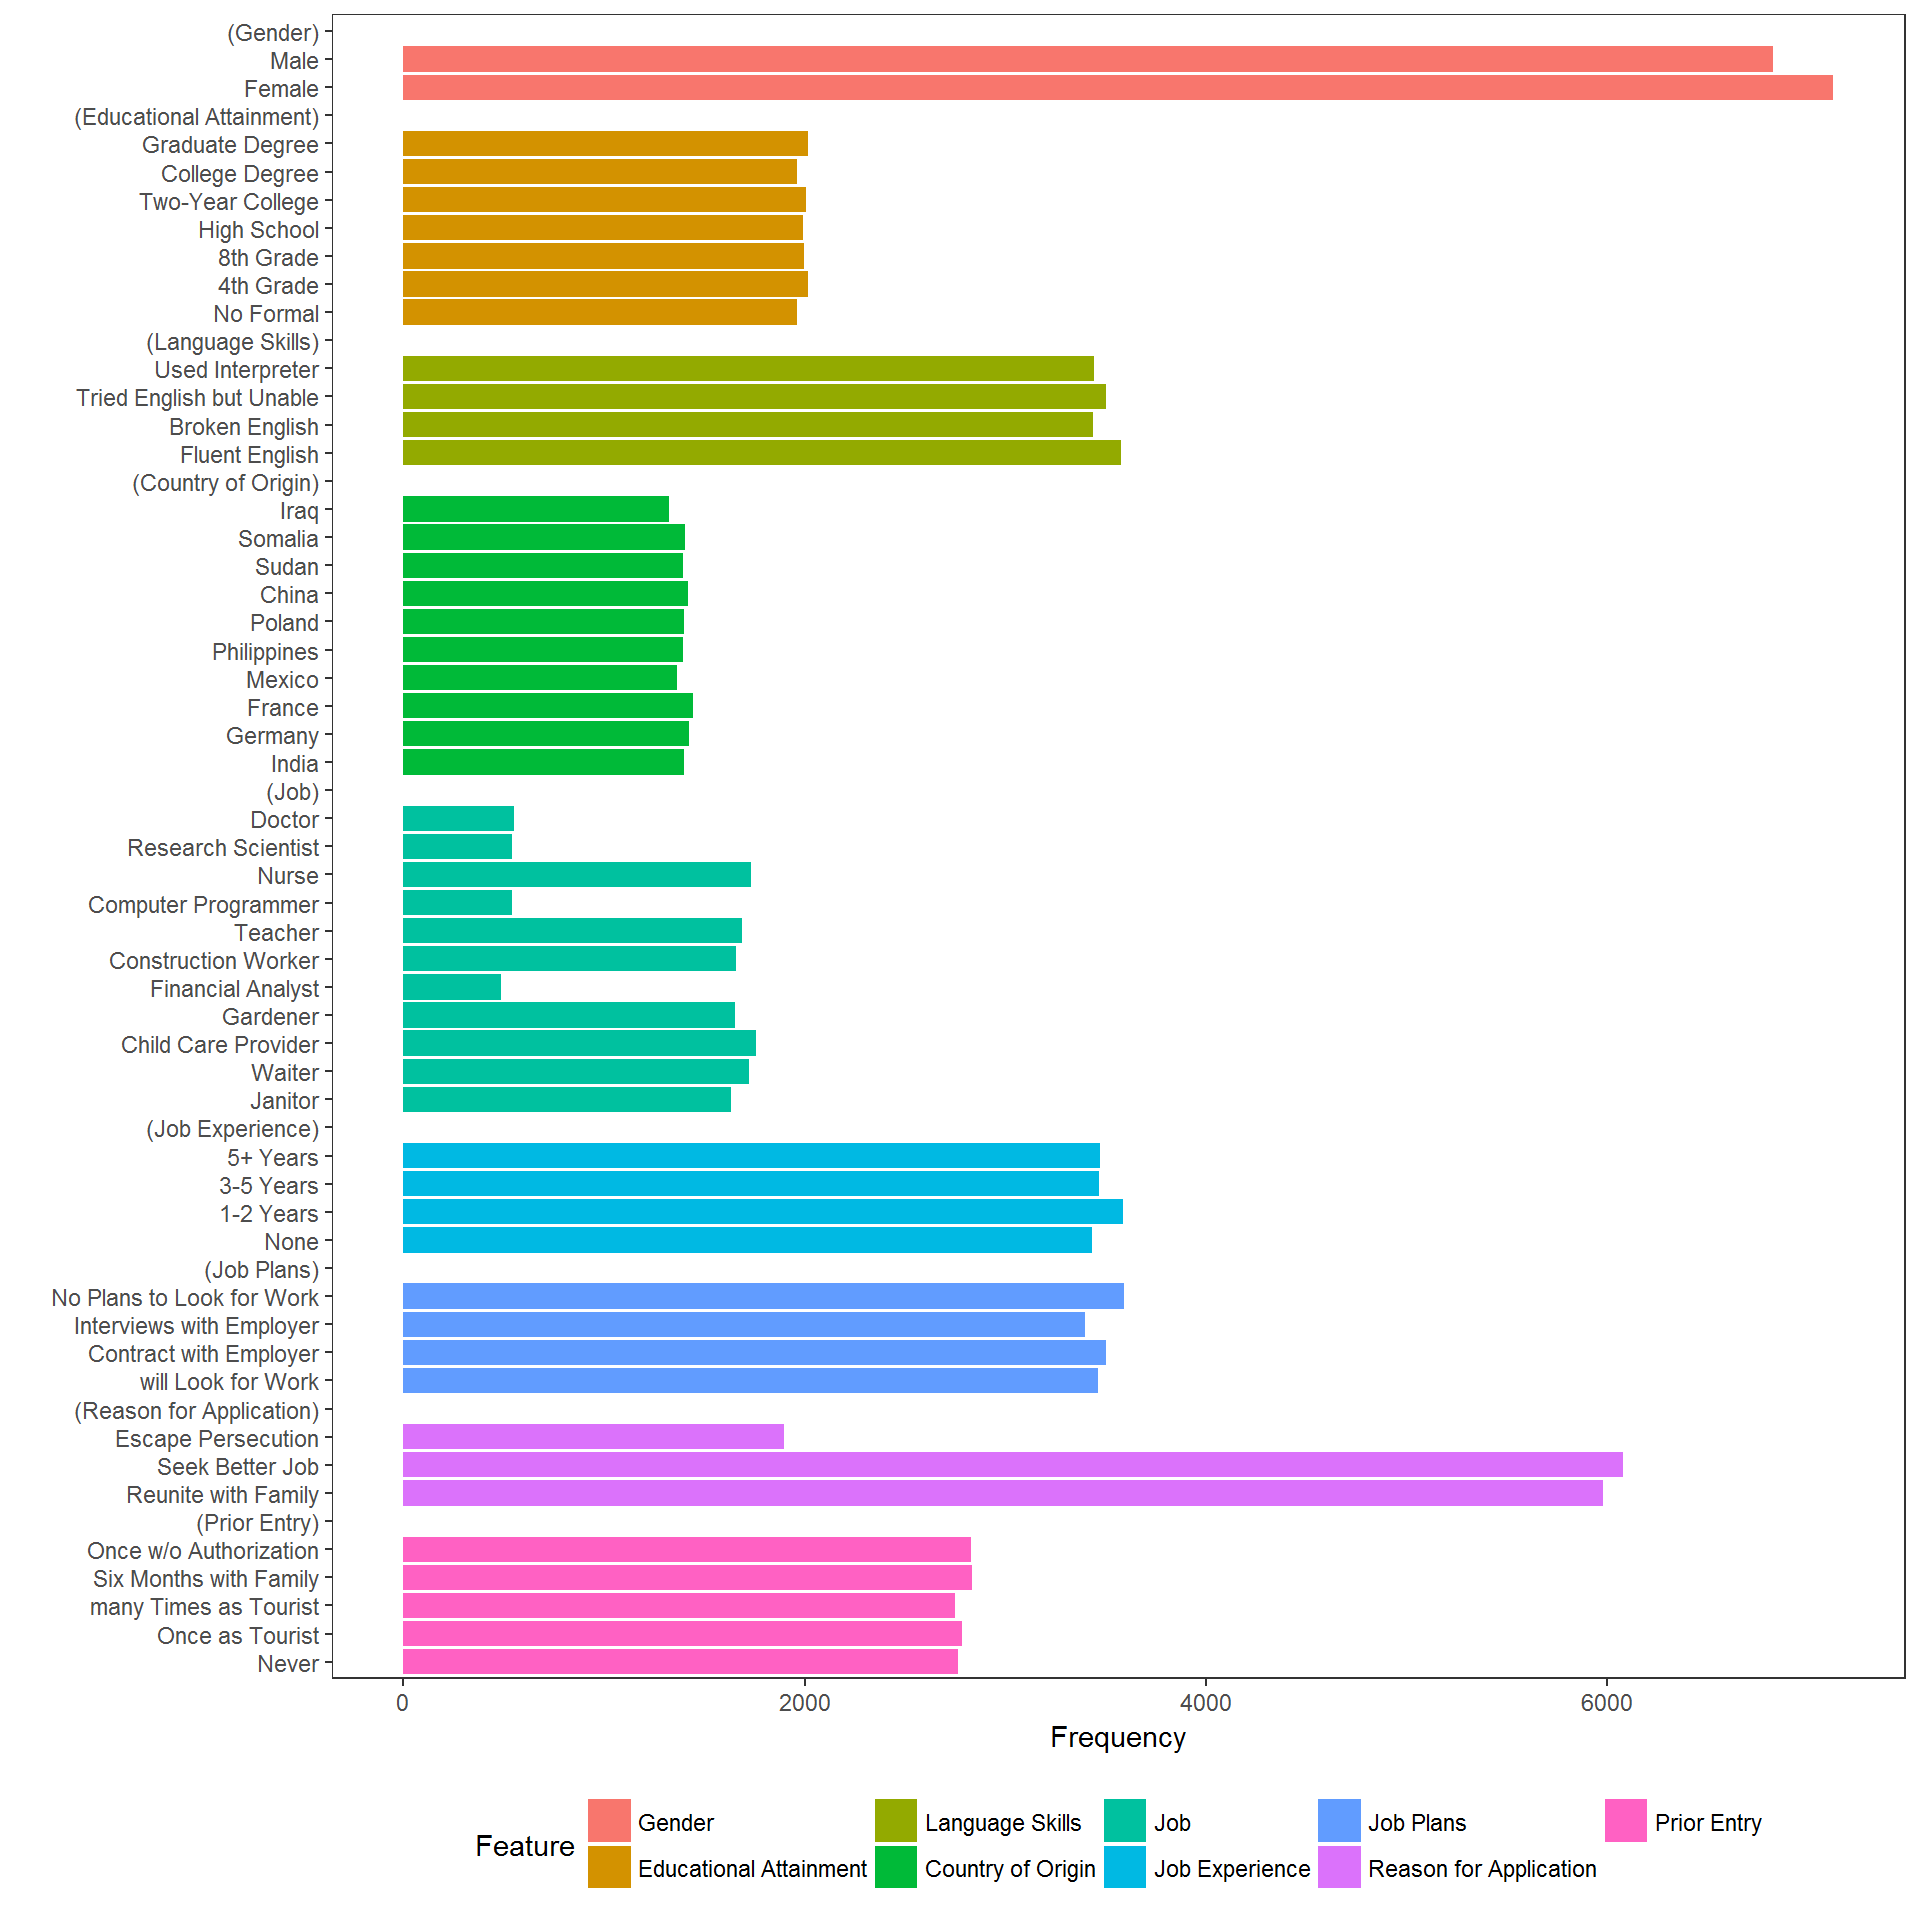 (Gender)
Male
Female
(Educational Attainment)
Graduate Degree
College Degree
Two-Year College
High School
8th Grade
4th Grade
No Formal
(Language Skills)
Used Interpreter
Tried English but Unable
Broken English
Fluent English
(Country of Origin)
Iraq
Somalia
Sudan
China
Poland
Philippines
Mexico
France
Germany
India
(Job)
Doctor
Research Scientist
Nurse
Computer Programmer
Teacher
Construction Worker
Financial Analyst
Gardener
Child Care Provider
Waiter
Janitor
(Job Experience)
5+ Years
3-5 Years
1-2 Years
None
(Job Plans)
No Plans to Look for Work
Interviews with Employer
Contract with Employer
will Look for Work
(Reason for Application)
Escape Persecution
Seek Better Job
Reunite with Family
(Prior Entry)
Once w/o Authorization
Six Months with Family
many Times as Tourist
Once as Tourist
Never
0 2000 4000 6000
Frequency
Feature
Gender Language Skills Job Job Plans Prior Entry
Educational Attainment Country of Origin Job Experience Reason for Application